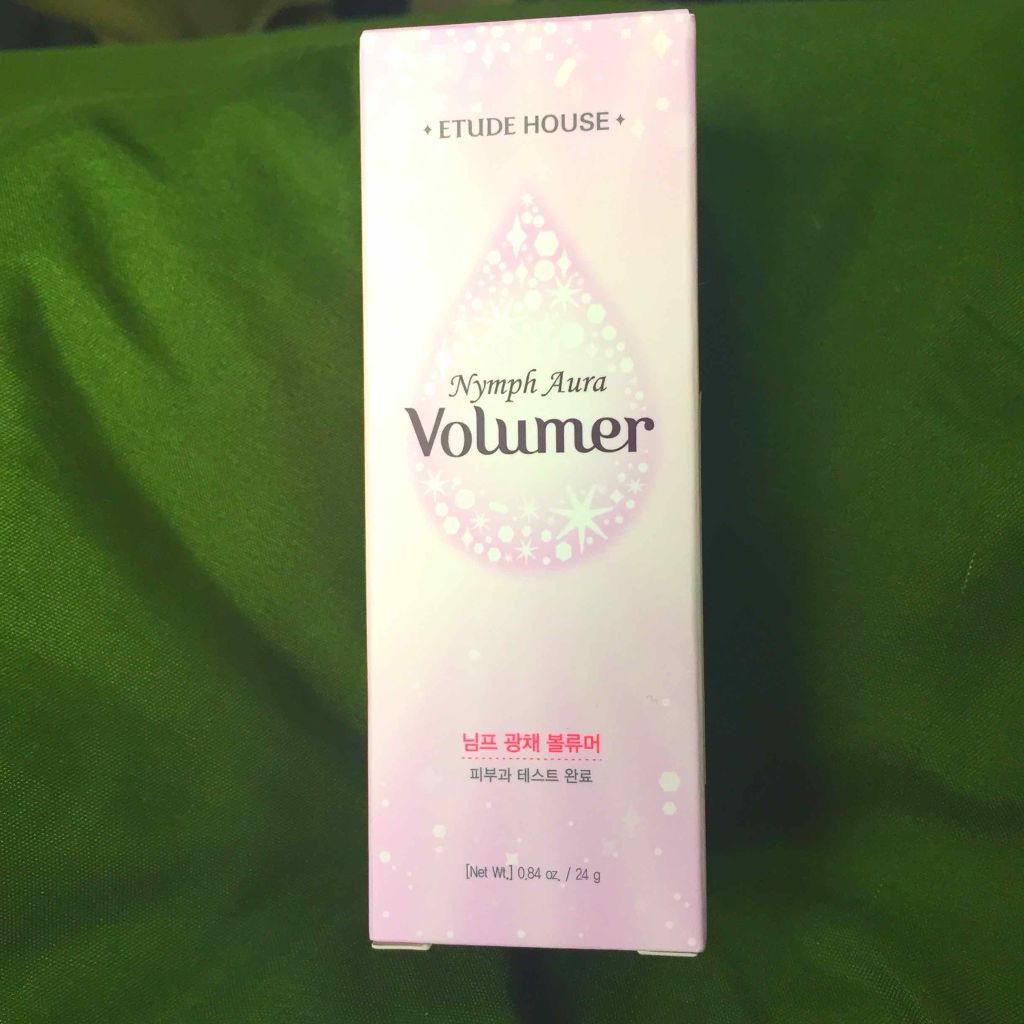 ETUDE HOUSE
Nymph Aura
Volumer
님프 광채 볼류머
피부과 테스트 완료
[Net Wt.] 0.84 oz. / 24 g